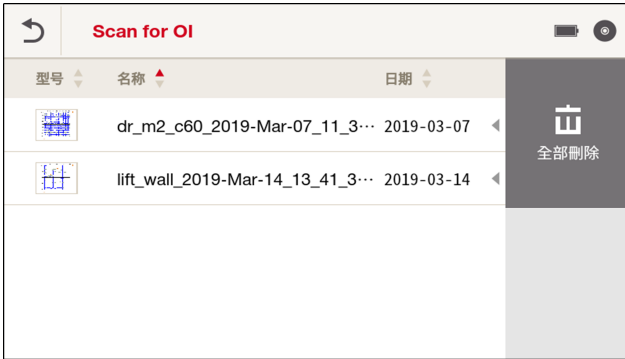 Scan for OI
型号 名称 日期
dr_m2_c60_2019-Mar-07_11_3··· 2019-03-07
lift_wall_2019-Mar-14_13_41_3··· 2019-03-14
全部刪除